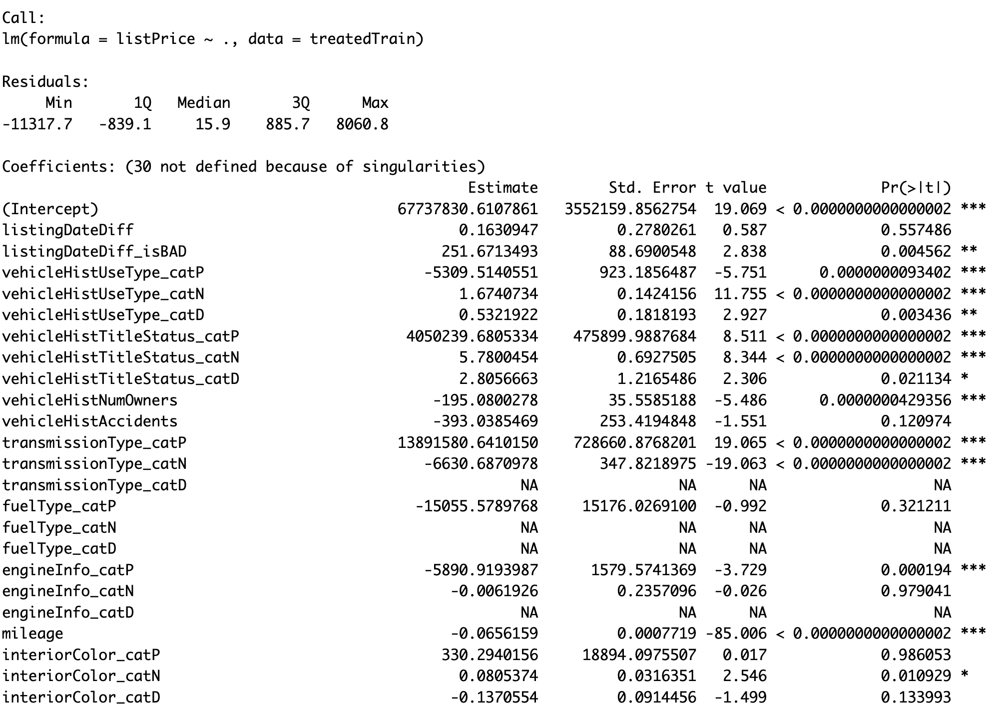 Call:
lm(formula = listPrice ~ ., data = treatedTrain)
Residuals:
Min 1Q Median 3Q Max
-11317.7 -839.1 15.9 885.7 8060.8
Coefficients: (30 not defined because of singularities)
Estimate Std. Error t value Pr(>|t|)
(Intercept) 67737830.6107861 3552159.8562754 19.069 < 0.0000000000000002 ***
listingDateDiff 0.1630947 0.2780261 0.587 0.557486
listingDateDiff_isBAD 251.6713493 88.6900548 2.838 0.004562 **
vehicleHistUseType_catP -5309.5140551 923.1856487 -5.751 0.0000000093402 ***
vehicleHistUseType_catN 1.6740734 0.1424156 11.755 < 0.0000000000000002 ***
vehicleHistUseType_catD 0.5321922 0.1818193 2.927 0.003436 **
vehicleHistTitleStatus_catP 4050239.6805334 475899.9887684 8.511 < 0.0000000000000002 ***
vehicleHistTitleStatus_catN 5.7800454 0.6927505 8.344 < 0.0000000000000002 ***
vehicleHistTitleStatus_catD 2.8056663 1.2165486 2.306 0.021134 *
vehicleHistNumOwners -195.0800278 35.5585188 -5.486 0.0000000429356 ***
vehicleHistAccidents -393.0385469 253.4194848 -1.551 0.120974
transmissionType_catP 13891580.6410150 728660.8768201 19.065 < 0.0000000000000002 ***
transmissionType_catN -6630.6870978 347.8218975 -19.063 < 0.0000000000000002 ***
transmissionType_catD NA NA NA NA
fuelType_catP -15055.5789768 15176.0269100 -0.992 0.321211
fuelType_catN NA NA NA NA
fuelType_catD NA NA NA NA
engineInfo_catP -5890.9193987 1579.5741369 -3.729 0.000194 ***
engineInfo_catN -0.0061926 0.2357096 -0.026 0.979041
engineInfo_catD NA NA NA NA
mileage -0.0656159 0.0007719 -85.006 < 0.0000000000000002 ***
interiorColor_catP 330.2940156 18894.0975507 0.017 0.986053
interiorColor_catN 0.0805374 0.0316351 2.546 0.010929 *
interiorColor_catD -0.1370554 0.0914456 -1.499 0.133993